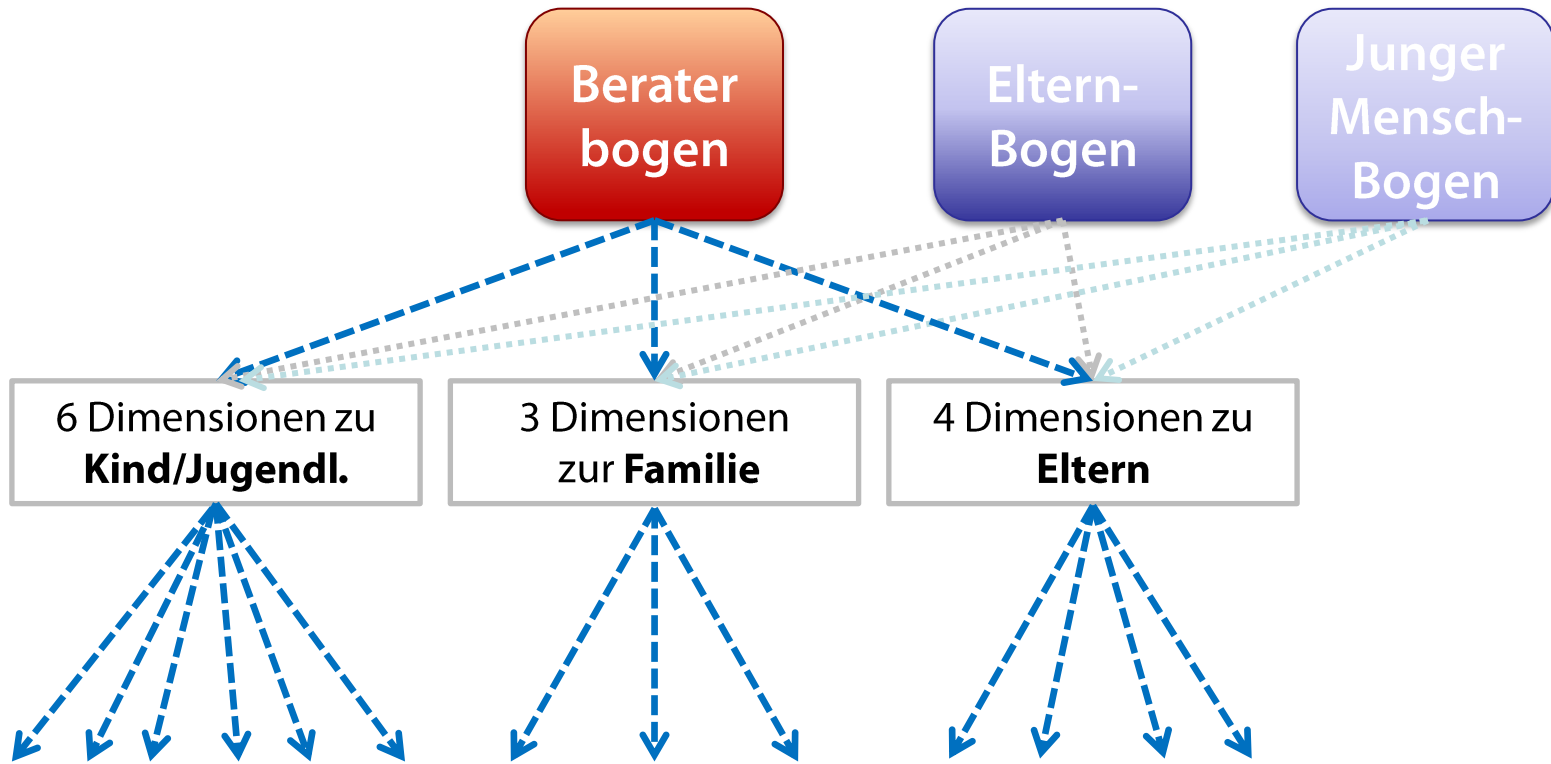 Berater
bogen
Eltern-
Bogen
Junger
Mensch-
Bogen
6 Dimensionen zu
Kind/Jugendl.
3 Dimensionen
zur Familie
4 Dimensionen zu
Eltern